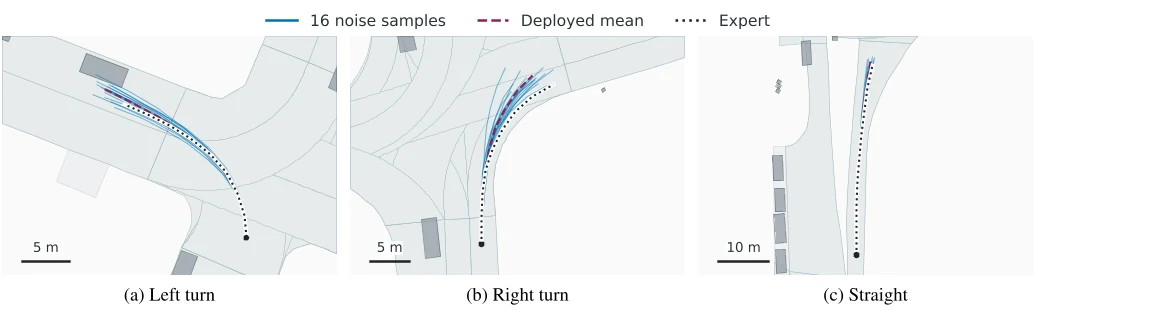 16 noise samples Deployed mean Expert
5 m 5 m 10 m
(a) Left turn (b) Right turn (c) Straight